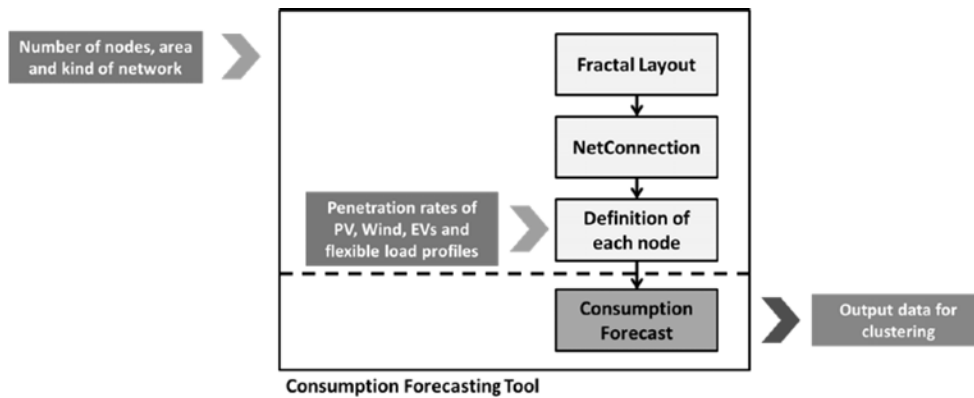 Number of nodes, area
and kind of network
Fractal Layout
NetConnection
Penetration rates of
PV, Wind, EVs and
flexible load profiles
Definition of
each node
Consumption
Forecast
Output data for
clustering
Consumption Forecasting Tool